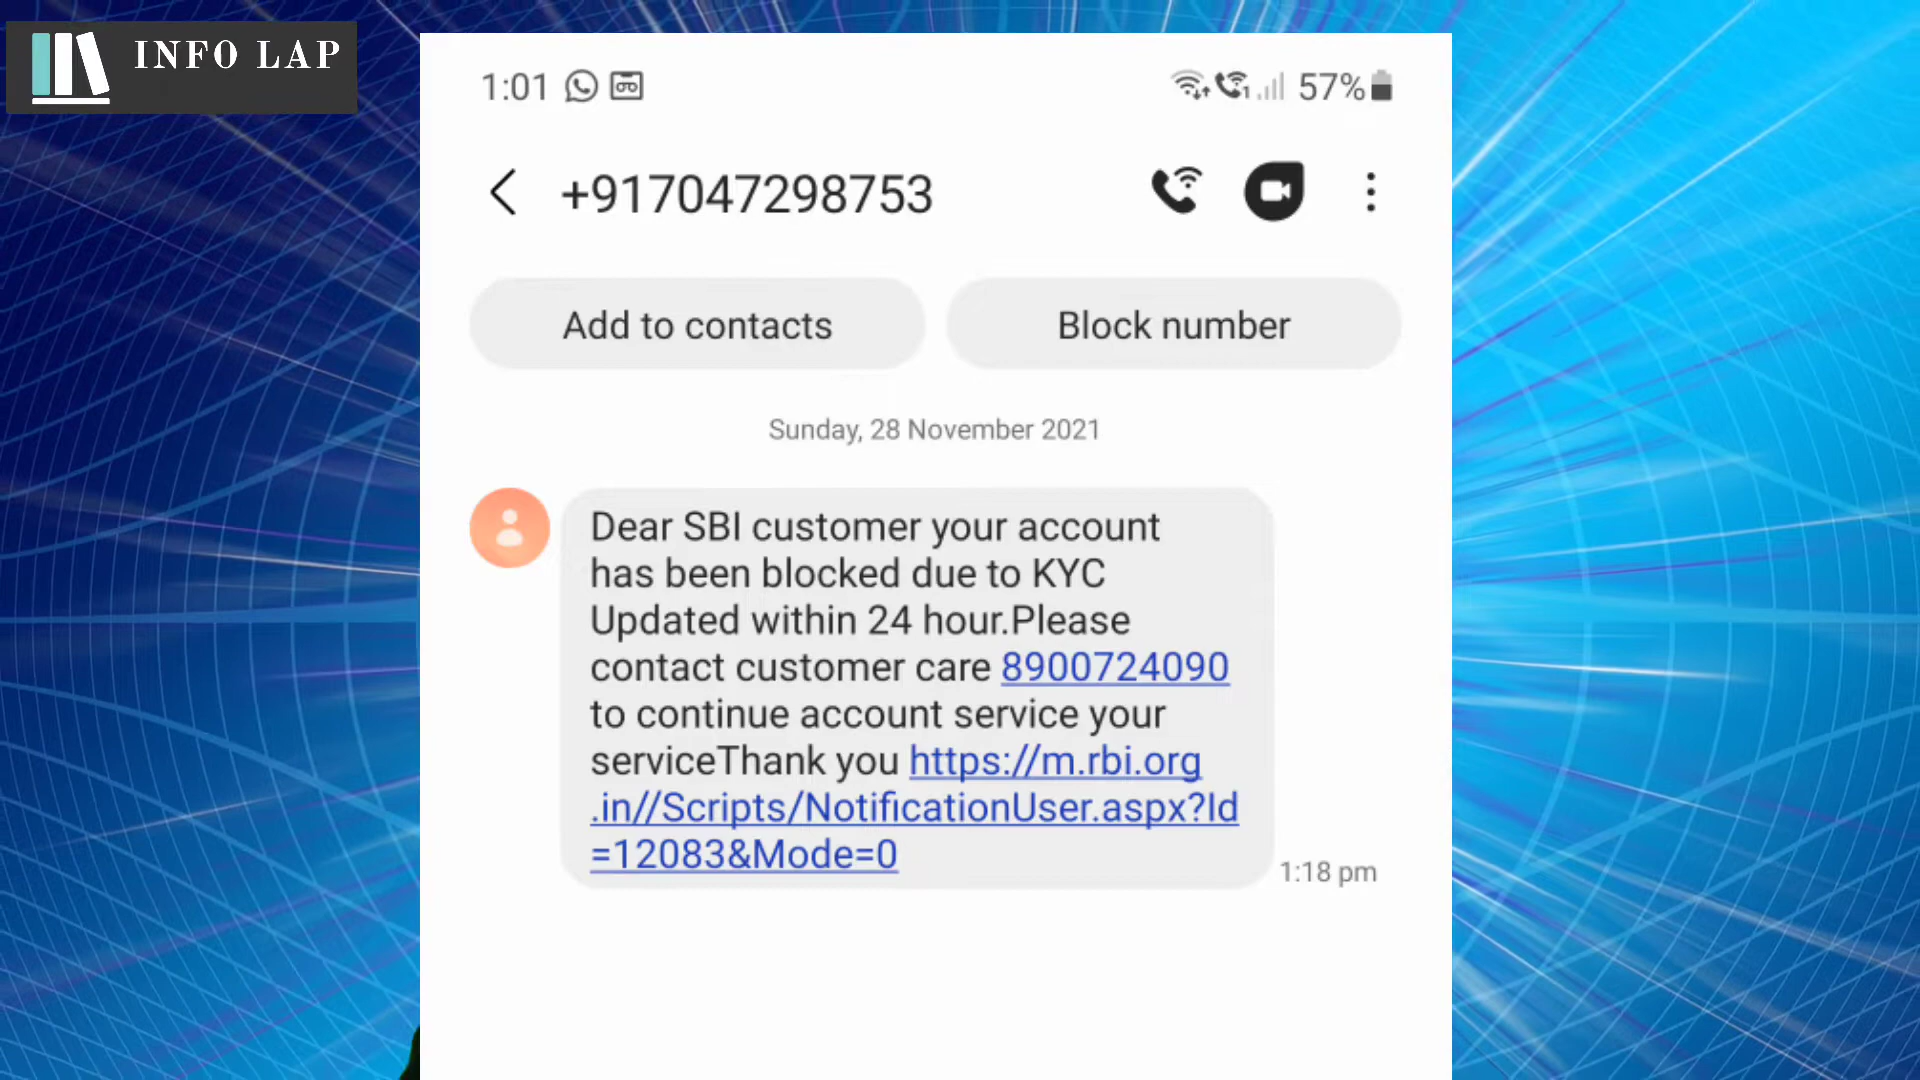 INFO LAP
1:01
57%
+917047298753
Add to contacts
Block number
Sunday, 28 November 2021
Dear SBI customer your account
has been blocked due to KYC
Updated within 24 hour.Please
contact customer care 8900724090
to continue account service your
serviceThank you https://m.rbi.org
.in//Scripts/NotificationUser.aspx?Id
=12083&Mode=0
1:18 pm